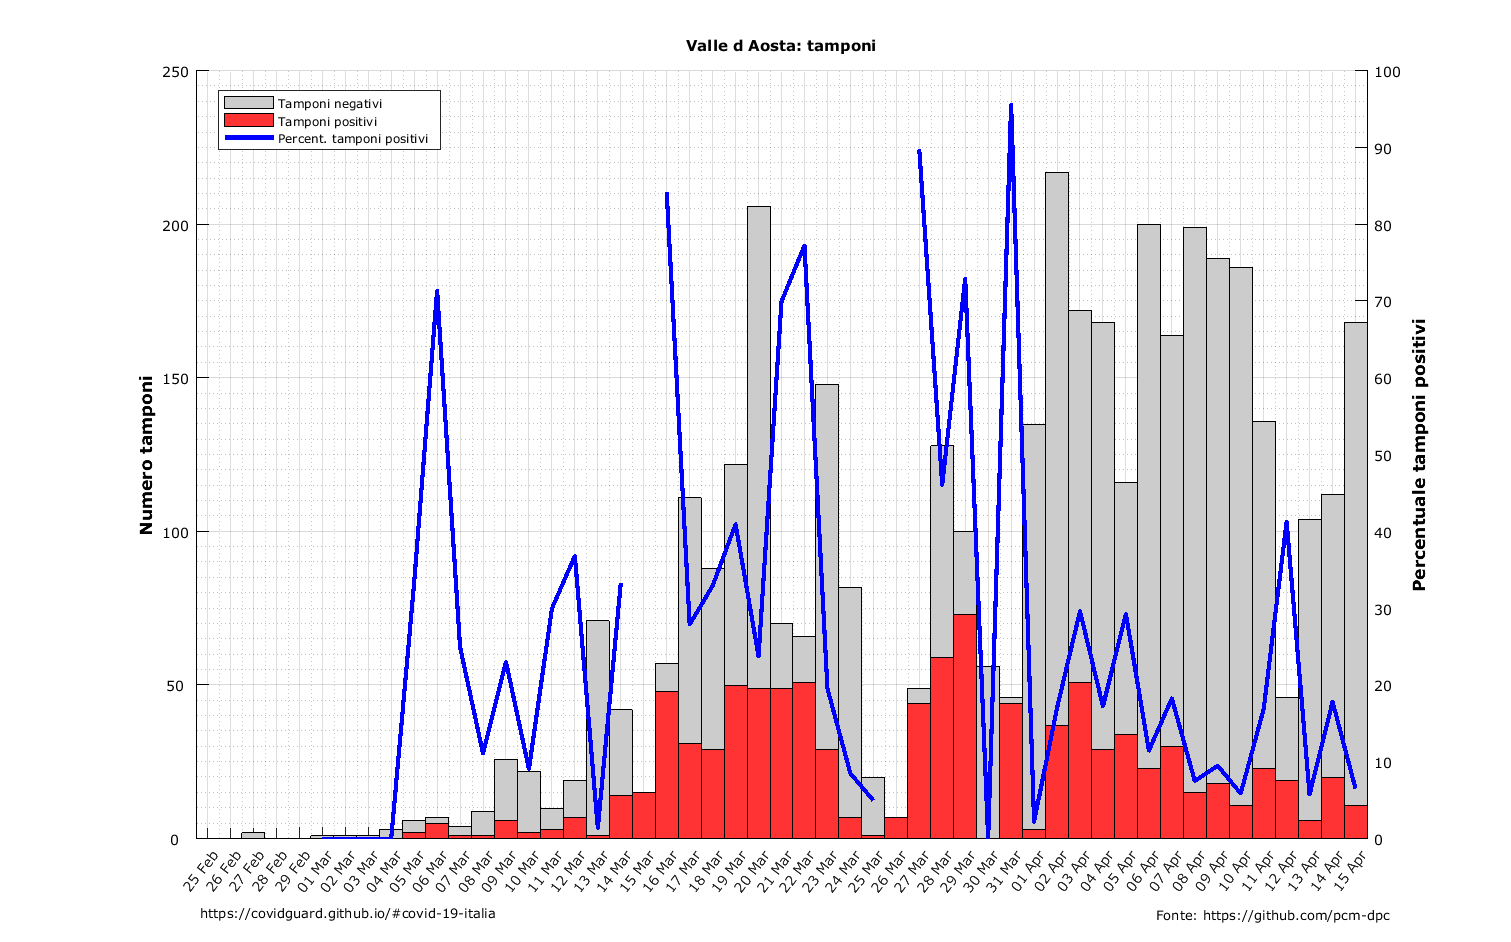 Valle d Aosta: tamponi
Tamponi negativi
Tamponi positivi
Percent. tamponi positivi
Numero tamponi
250
200
150
100
50
0
Percentuale tamponi positivi
100
90
80
70
60
50
40
30
20
10
0
25 Feb
26 Feb
27 Feb
28 Feb
29 Feb
01 Mar
02 Mar
03 Mar
04 Mar
05 Mar
06 Mar
07 Mar
08 Mar
09 Mar
10 Mar
11 Mar
12 Mar
13 Mar
14 Mar
15 Mar
16 Mar
17 Mar
18 Mar
19 Mar
20 Mar
21 Mar
22 Mar
23 Mar
24 Mar
25 Mar
26 Mar
27 Mar
28 Mar
29 Mar
30 Mar
31 Mar
01 Apr
02 Apr
03 Apr
04 Apr
05 Apr
06 Apr
07 Apr
08 Apr
09 Apr
10 Apr
11 Apr
12 Apr
13 Apr
14 Apr
15 Apr
https://covidguard.github.io/#covid-19-italia
Fonte: https://github.com/pcm-dpc